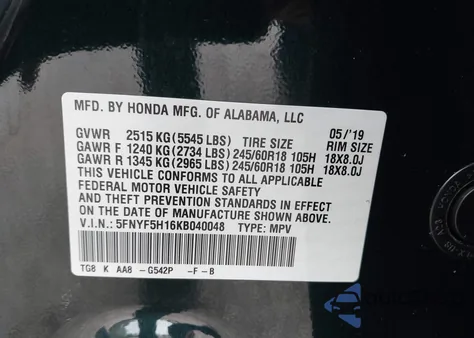 MFD. BY HONDA MFG. OF ALABAMA, LLC
GVWR 2515 KG (5545 LBS) TIRE SIZE 05/'19 RIM SIZE
GAWR F 1240 KG (2734 LBS) 245/60R18 105H 18X8.0J
GAWR R 1345 KG (2965 LBS) 245/60R18 105H 18X8.0J
THIS VEHICLE CONFORMS TO ALL APPLICABLE
FEDERAL MOTOR VEHICLE SAFETY
AND THEFT PREVENTION STANDARDS IN EFFECT
ON THE DATE OF MANUFACTURE SHOWN ABOVE.
V.I.N.: 5FNYF5H16KB040048 TYPE: MPV
TG8 K AA8 -G542P -F -B